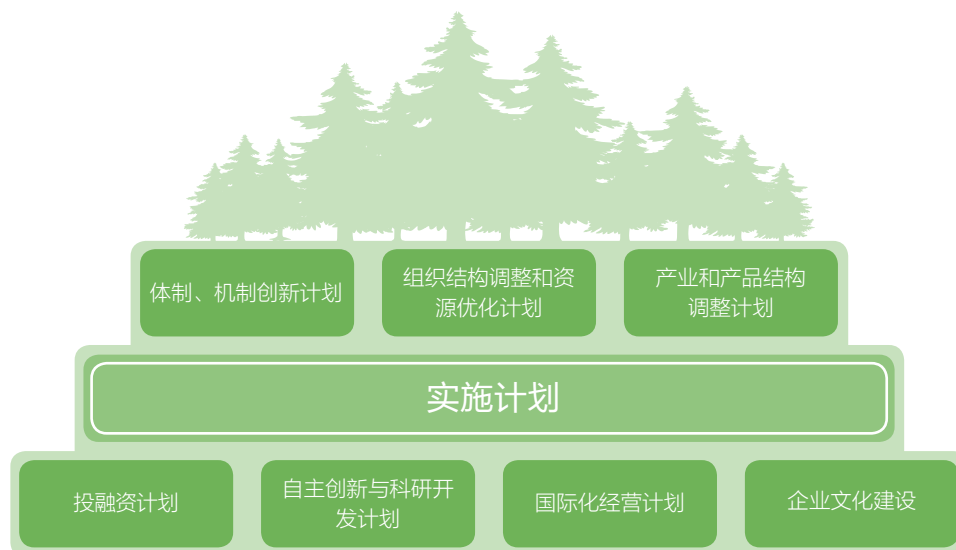 体制、机制创新计划
组织结构调整和资
源优化计划
产业和产品结构
调整计划
实施计划
投融资计划
自主创新与科研开
发计划
国际化经营计划
企业文化建设